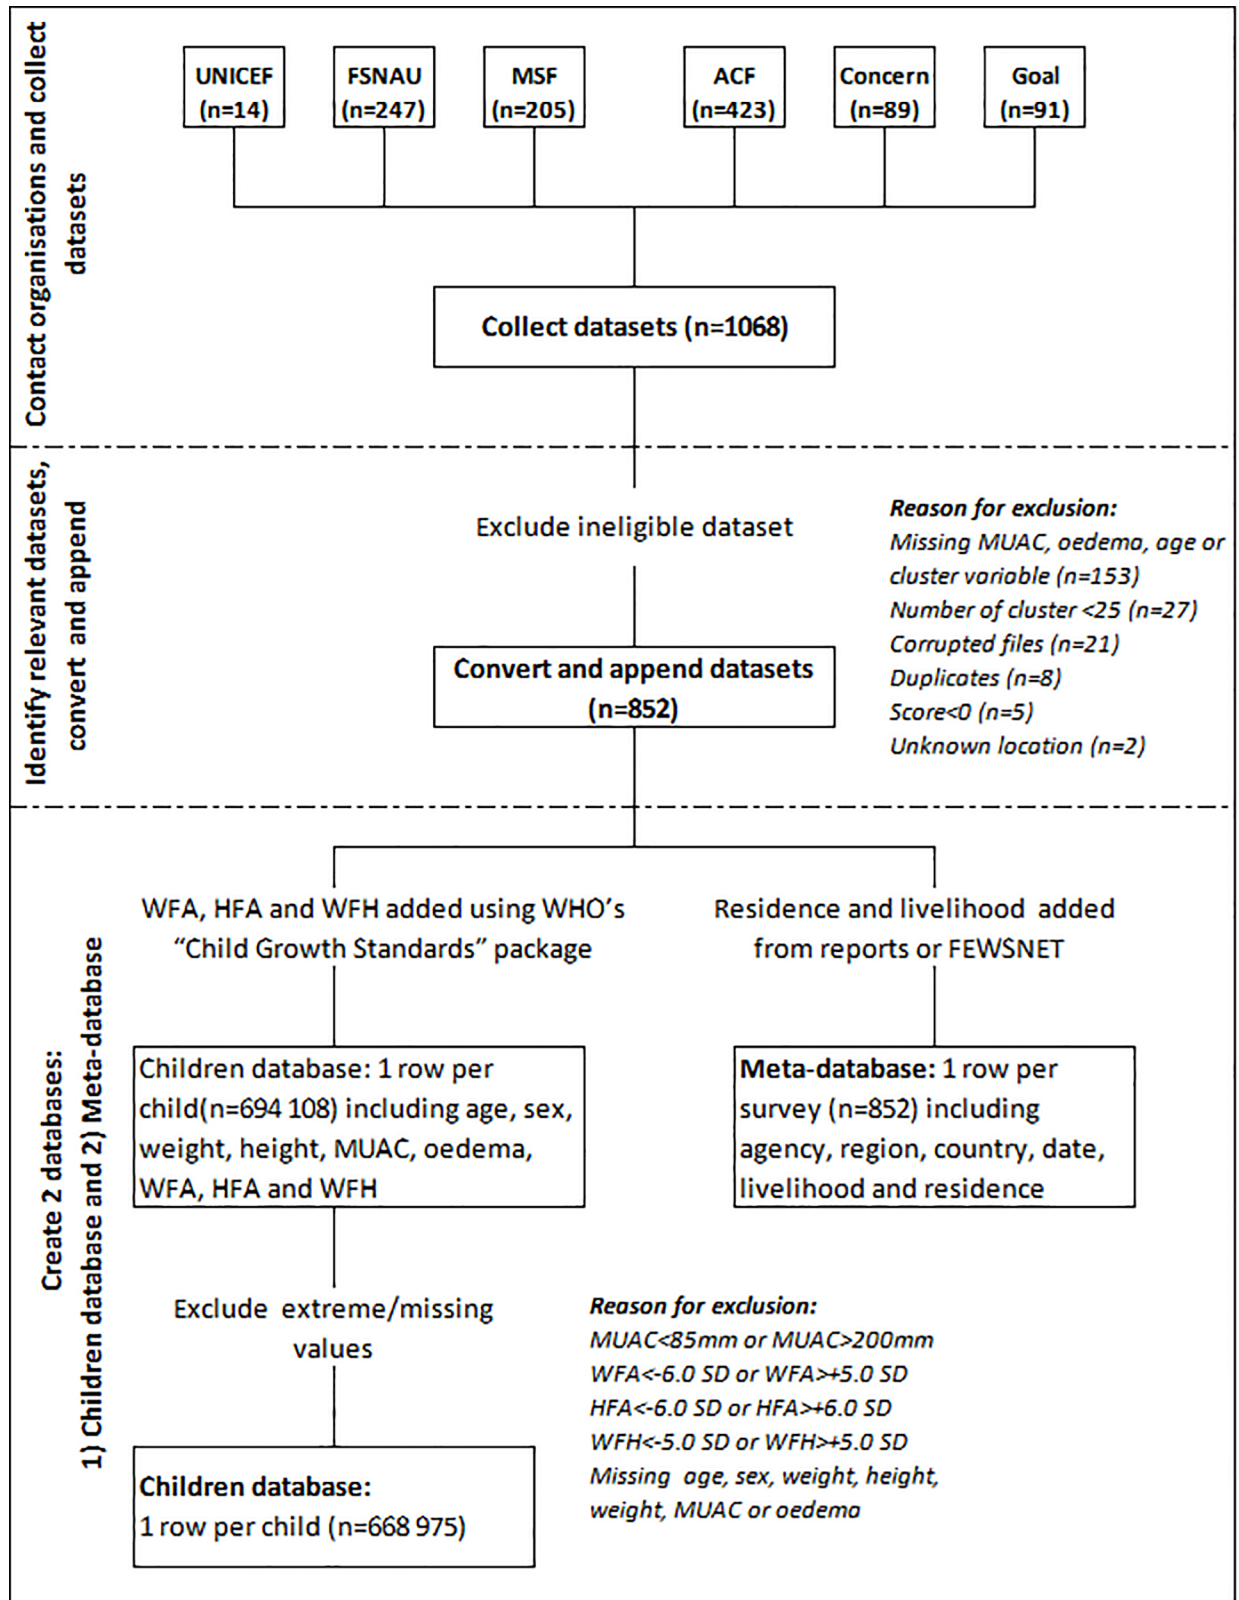 Contact organisations and collect
datasets
UNICEF
(n=14)
FSNAU
(n=247)
MSF
(n=205)
ACF
(n=423)
Concern
(n=89)
Goal
(n=91)
Collect datasets (n=1068)
Identify relevant datasets,
convert and append
Exclude ineligible dataset
Reason for exclusion:
Missing MUAC, oedema, age or
cluster variable (n=153)
Number of cluster <25 (n=27)
Corrupted files (n=21)
Duplicates (n=8)
Score<0 (n=5)
Unknown location (n=2)
Convert and append datasets
(n=852)
Create 2 databases:
1) Children database and 2) Meta-database
WFA, HFA and WFH added using WHO’s
“Child Growth Standards” package
Residence and livelihood added
from reports or FEWSNET
Children database: 1 row per
child(n=694 108) including age, sex,
weight, height, MUAC, oedema,
WFA, HFA and WFH
Meta-database: 1 row per
survey (n=852) including
agency, region, country, date,
livelihood and residence
Exclude extreme/missing
values
Reason for exclusion:
MUAC<85mm or MUAC>200mm
WFA<-6.0 SD or WFA>+5.0 SD
HFA<-6.0 SD or HFA>+6.0 SD
WFH<-5.0 SD or WFH>+5.0 SD
Missing age, sex, weight, height,
weight, MUAC or oedema
Children database:
1 row per child (n=668 975)